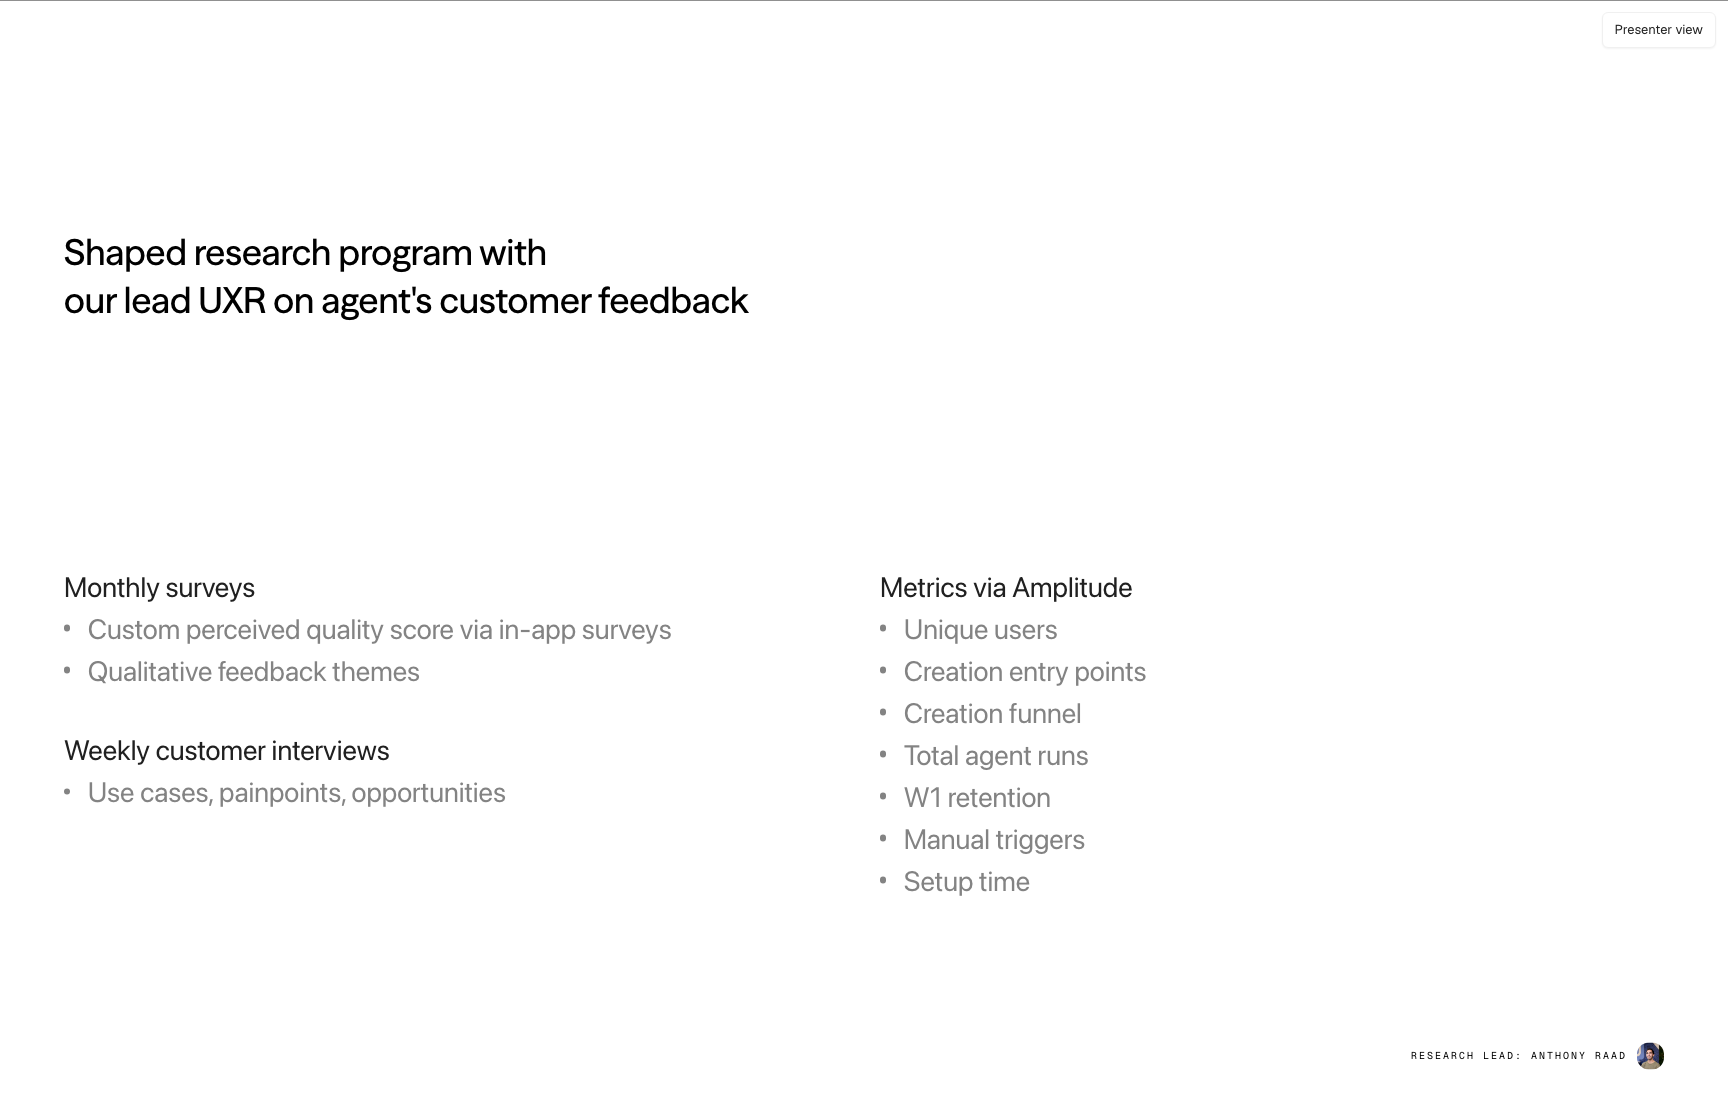 Presenter view
Shaped research program with
our lead UXR on agent's customer feedback
Monthly surveys
• Custom perceived quality score via in-app surveys
• Qualitative feedback themes
Weekly customer interviews
• Use cases, painpoints, opportunities
Metrics via Amplitude
• Unique users
• Creation entry points
• Creation funnel
• Total agent runs
• W1 retention
• Manual triggers
• Setup time
RESEARCH LEAD: ANTHONY RAAD